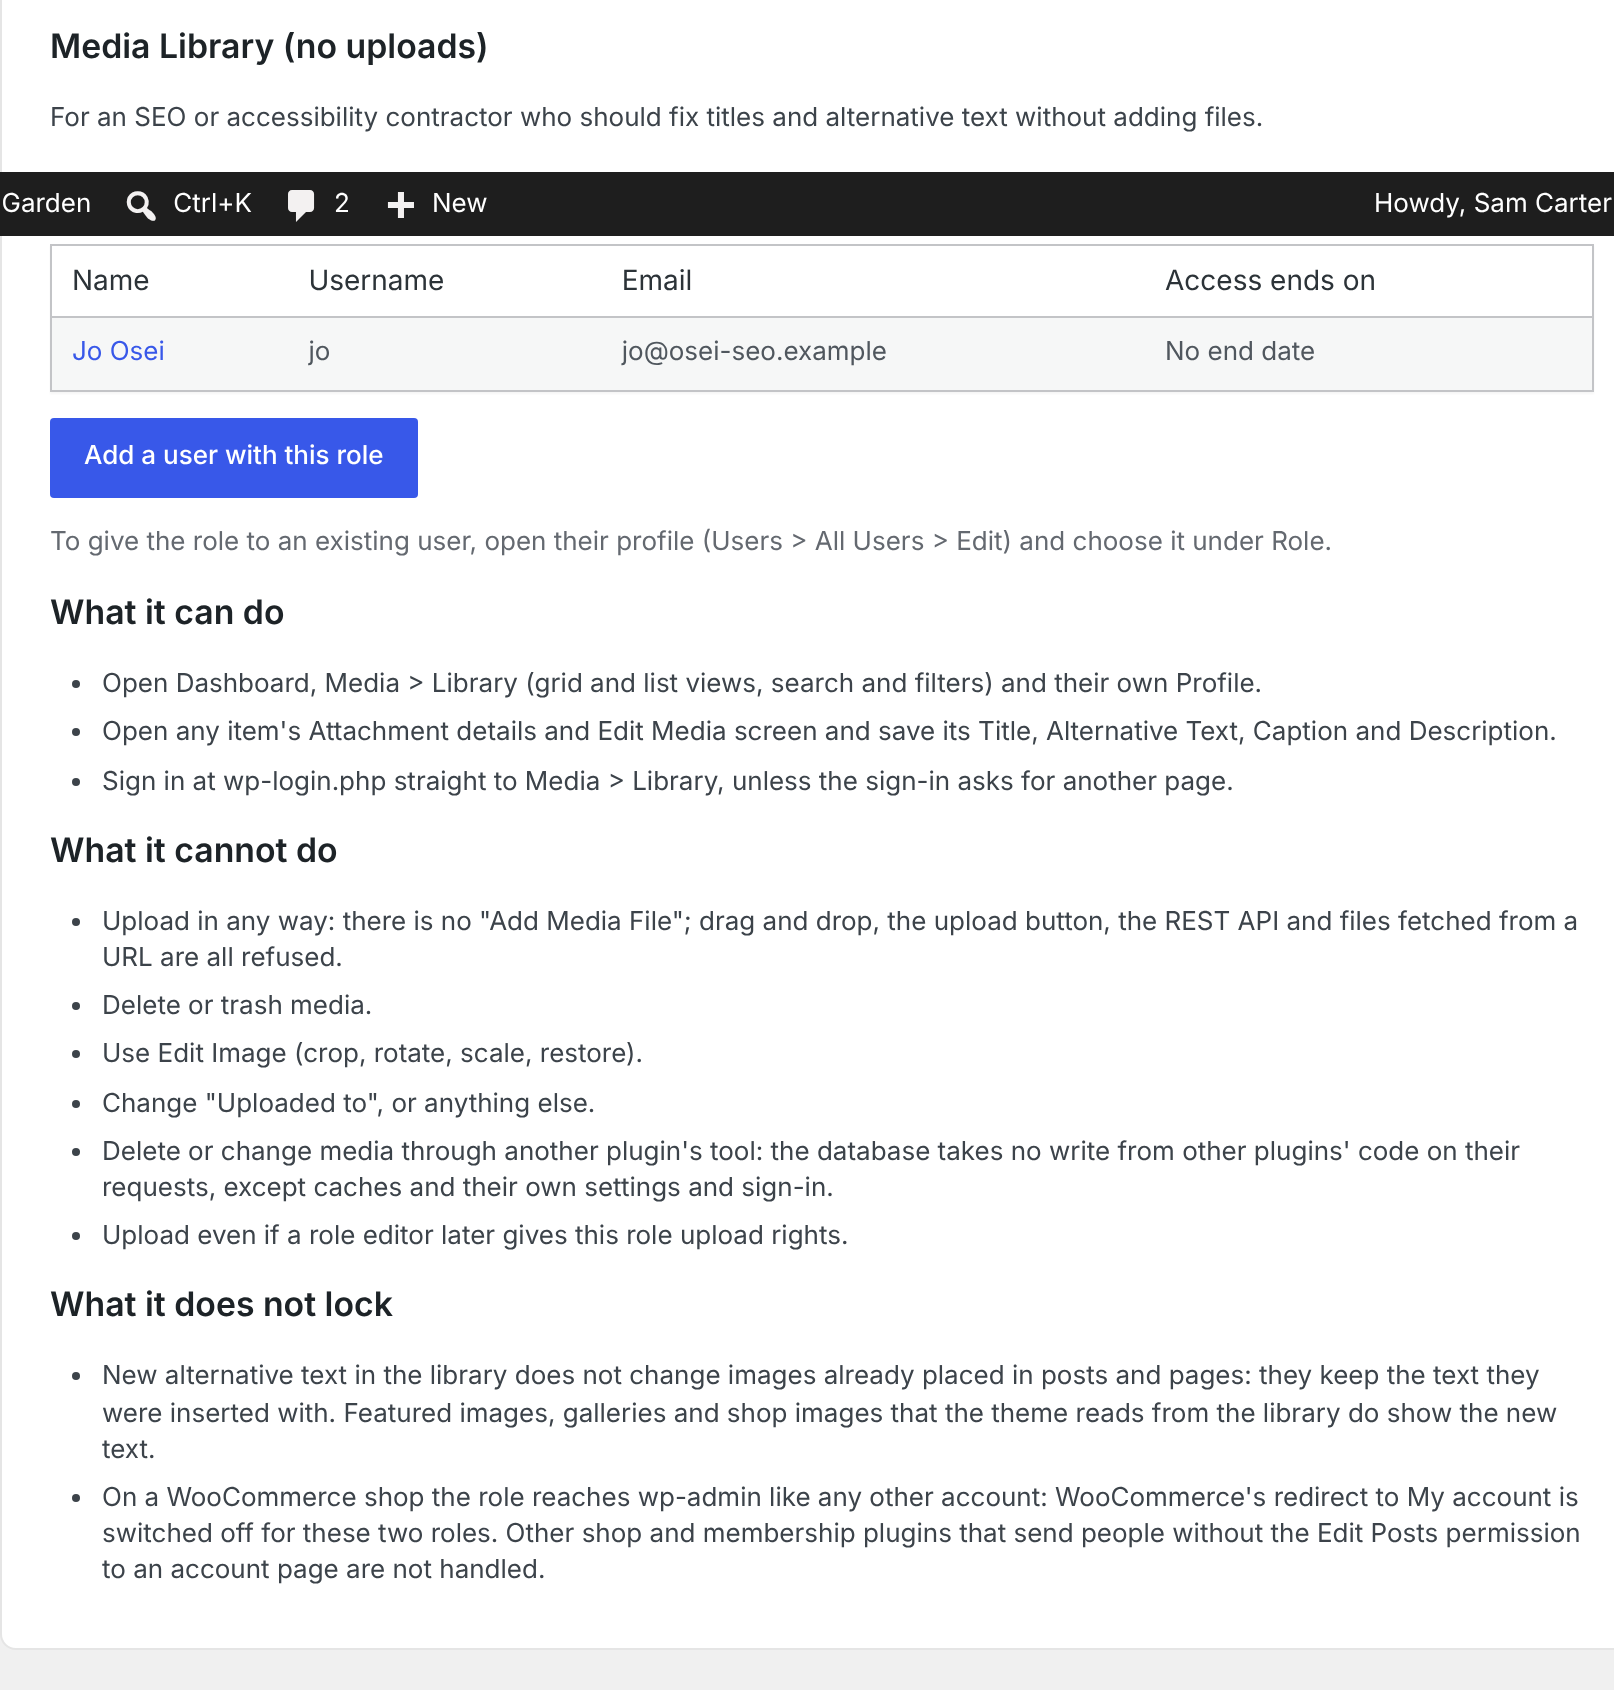 Media Library (no uploads)
For an SEO or accessibility contractor who should fix titles and alternative text without adding files.
Garden Ctrl+K 2 New Howdy, Sam Carter
Name Username Email Access ends on
Jo Osei jo jo@osei-seo.example No end date
Add a user with this role
To give the role to an existing user, open their profile (Users > All Users > Edit) and choose it under Role.
What it can do
• Open Dashboard, Media > Library (grid and list views, search and filters) and their own Profile.
• Open any item's Attachment details and Edit Media screen and save its Title, Alternative Text, Caption and Description.
• Sign in at wp-login.php straight to Media > Library, unless the sign-in asks for another page.
What it cannot do
• Upload in any way: there is no "Add Media File"; drag and drop, the upload button, the REST API and files fetched from a
URL are all refused.
• Delete or trash media.
• Use Edit Image (crop, rotate, scale, restore).
• Change "Uploaded to", or anything else.
• Delete or change media through another plugin's tool: the database takes no write from other plugins' code on their
requests, except caches and their own settings and sign-in.
• Upload even if a role editor later gives this role upload rights.
What it does not lock
• New alternative text in the library does not change images already placed in posts and pages: they keep the text they
were inserted with. Featured images, galleries and shop images that the theme reads from the library do show the new
text.
• On a WooCommerce shop the role reaches wp-admin like any other account: WooCommerce's redirect to My account is
switched off for these two roles. Other shop and membership plugins that send people without the Edit Posts permission
to an account page are not handled.